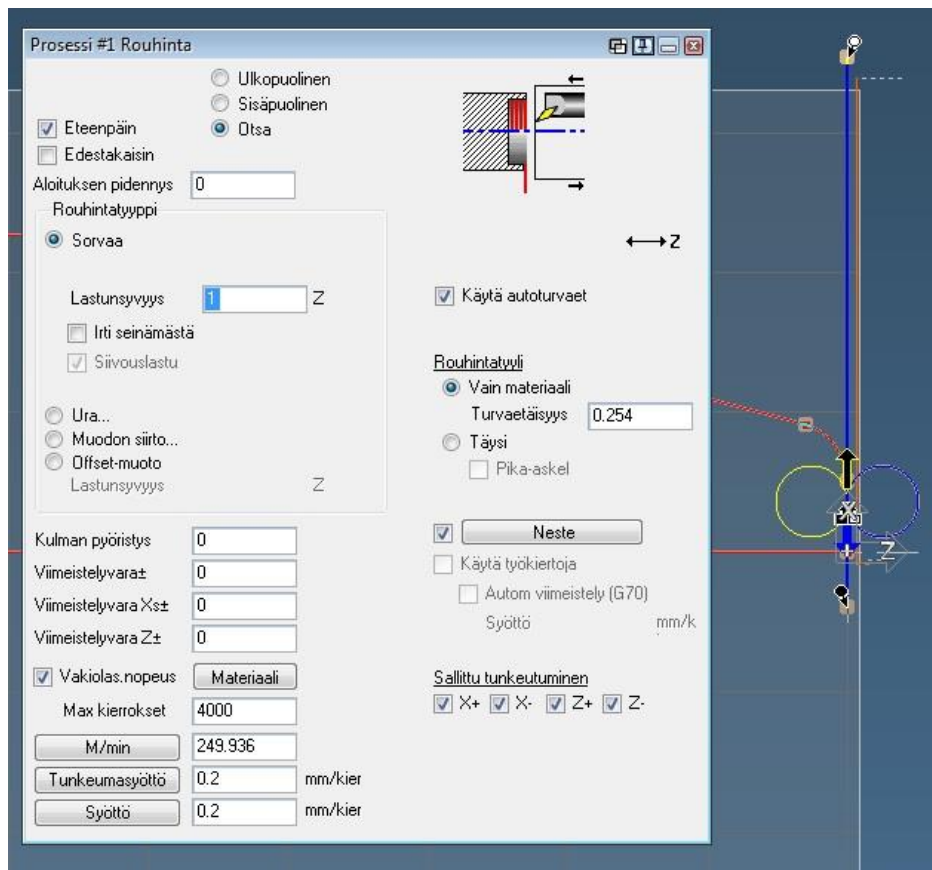 Prosessi #1 Rouhinta
Ulkopuolinen
Sisäpuolinen
Eteenpäin
Otsa
Edestakaisin
Aloituksen pidennys 0
Rouhintatyyppi
Sorvaa
Z
Lastunsyvyys 1 Z
Käytä autoturvaet
Irti seinämästä
Siivouslastu
Rouhintatyyli
Vain materiaali
Turvaetäisyys 0.254
Ura...
Muodon siirto...
Täysi
Offset-muoto
Pika-askel
Lastunsyvyys Z
Kulman pyöristys 0
Neste
Viimeistelyvara± 0
Käytä työkiertoja
Viimeistelyvara Xs± 0
Autom viimeistely (G70)
Syöttö mm/k
Viimeistelyvara Z± 0
Vakiolas.nopeus Materiaali
Sallittu tunkeutuminen
X+ X- Z+ Z-
Max kierrokset 4000
M/min 249.936
Tunkeumasyöttö 0.2 mm/kier
Syöttö 0.2 mm/kier
X
Z